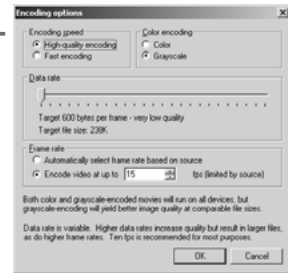 Encoding options
Encoding speed
High-quality encoding
Fast encoding
Color encoding
Color
Grayscale
Data rate
Target 600 bytes per frame - very low quality
Target file size: 238K
Frame rate
Automatically select frame rate based on source
Encode video at up to 15 fps (limited by source)
Both color and grayscale-encoded movies will run on all devices, but
grayscale-encoding will yield better image quality at comparable file sizes.
Data rate is variable. Higher data rates increase quality but result in larger files,
as do higher frame rates. Ten fps is recommended for most purposes.
OK Cancel